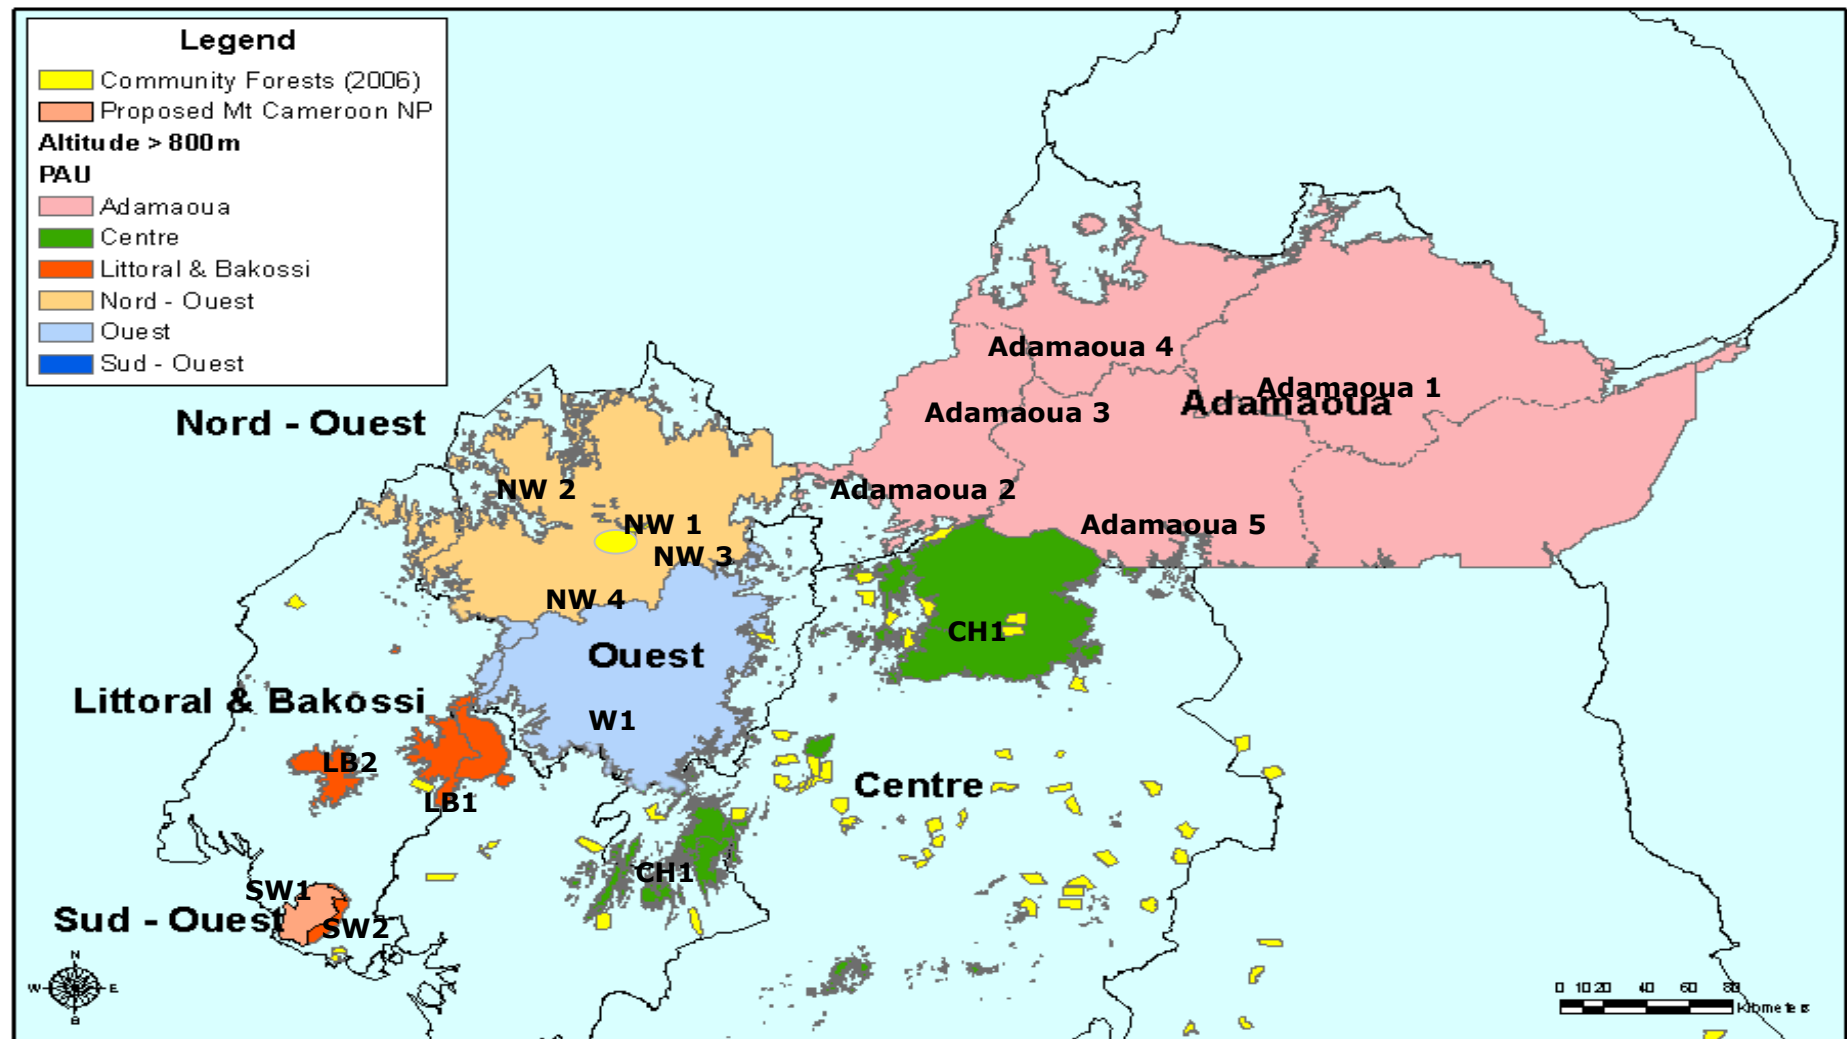 Legend
Community Forests (2006)
Proposed Mt Cameroon NP
Altitude > 800m
PAU
Adamaoua
Centre
Littoral & Bakossi
Nord - Ouest
Ouest
Sud - Ouest
Nord - Ouest
Adamaoua 4
Adamaoua 1
Adamaoua
Adamaoua 3
NW 2
Adamaoua 2
NW 1
Adamaoua 5
NW 3
NW 4
CH1
Ouest
Littoral & Bakossi
W1
LB2
LB1
Centre
CH1
SW1
Sud - Ouest
SW2
N
W E
S
0 10 20 40 60 80
Kilometers